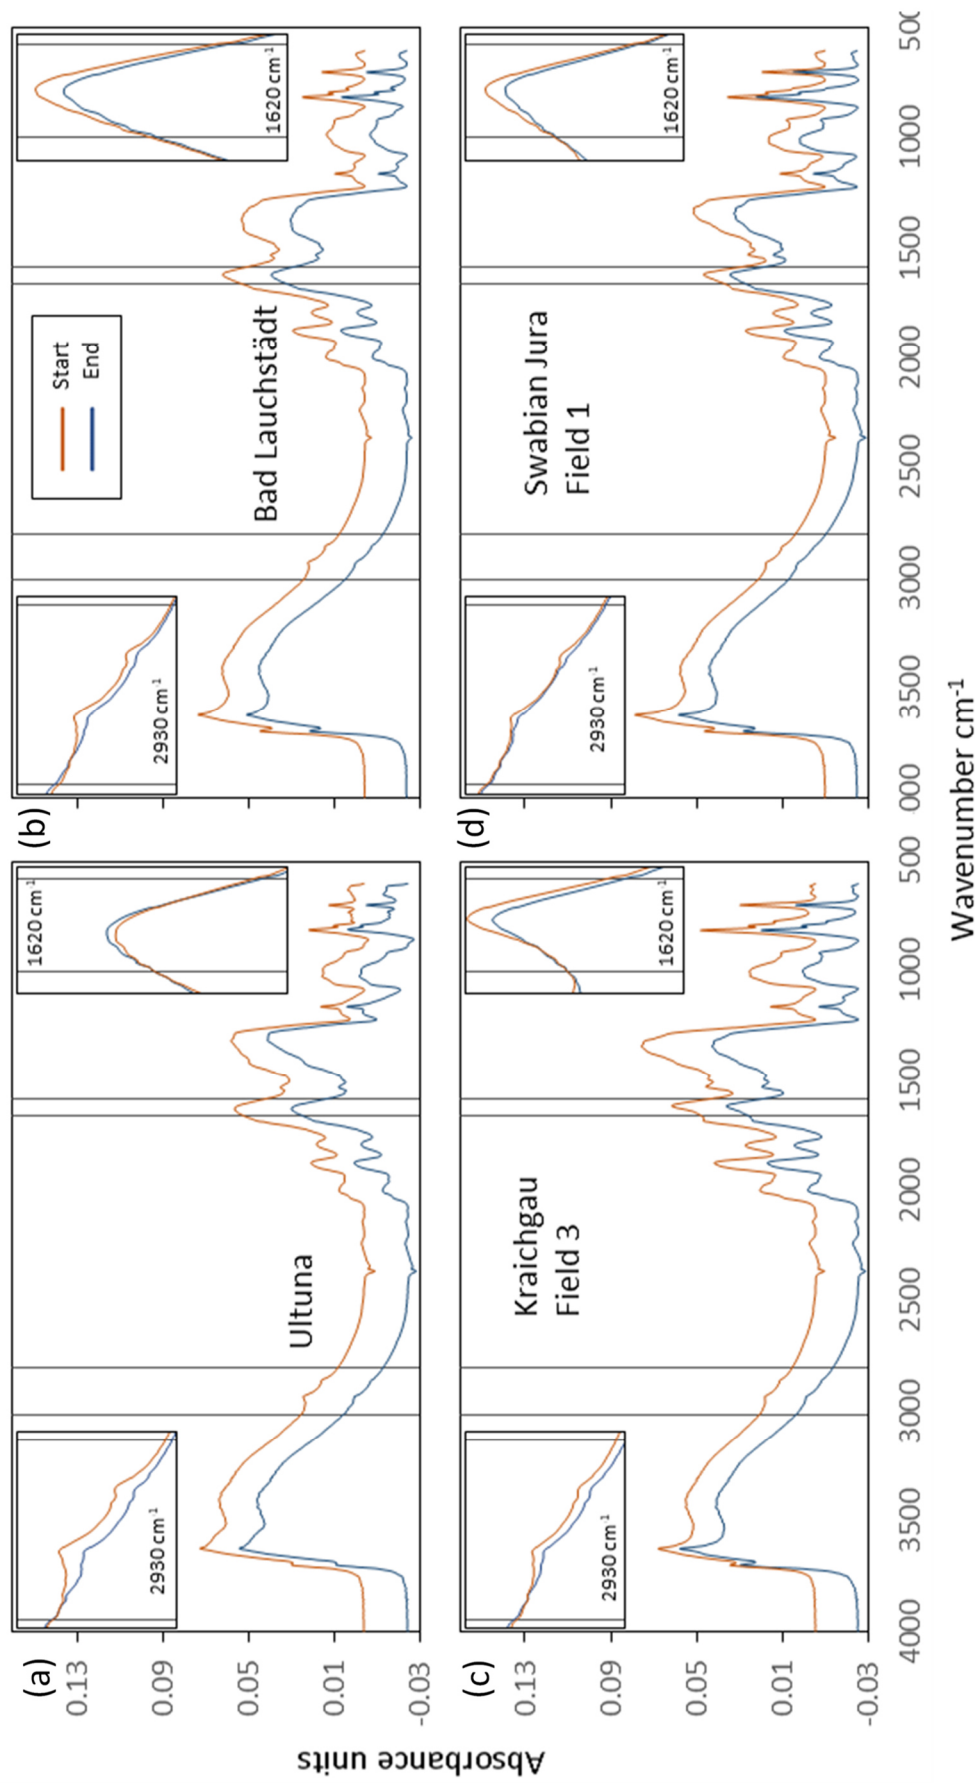 (a)
0.13
0.09
0.05
0.01
-0.03
2930 cm-1
Ultuna
1620 cm-1
(b)
2930 cm-1
Bad Lauchstädt
Start
End
1620 cm-1
(c)
0.13
0.09
0.05
0.01
-0.03
2930 cm-1
Kraichgau
Field 3
1620 cm-1
(d)
2930 cm-1
Swabian Jura
Field 1
1620 cm-1
4000 3500 3000 2500 2000 1500 1000 500
000 3500 3000 2500 2000 1500 1000 500
Absorbance units
Wavenumber cm-1